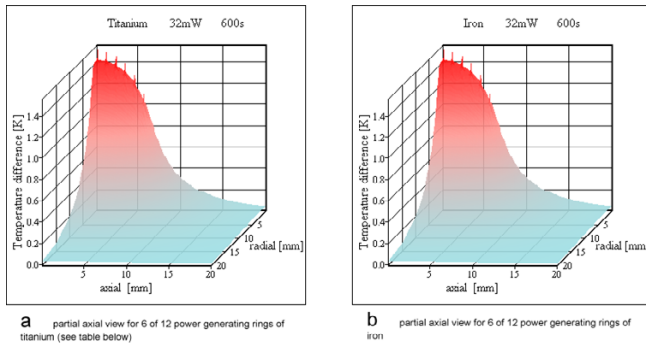 Titanium 32mW 600s
Temperature difference [K]
1.4
1.2
1.0
0.8
0.6
0.4
0.2
0.0
5
10
15
20
axial [mm]
5
10
15
20
radial [mm]
a partial axial view for 6 of 12 power generating rings of
titanium (see table below)
Iron 32mW 600s
Temperature difference [K]
1.4
1.2
1.0
0.8
0.6
0.4
0.2
0.0
5
10
15
20
axial [mm]
5
10
15
radial [mm]
b partial axial view for 6 of 12 power generating rings of
iron